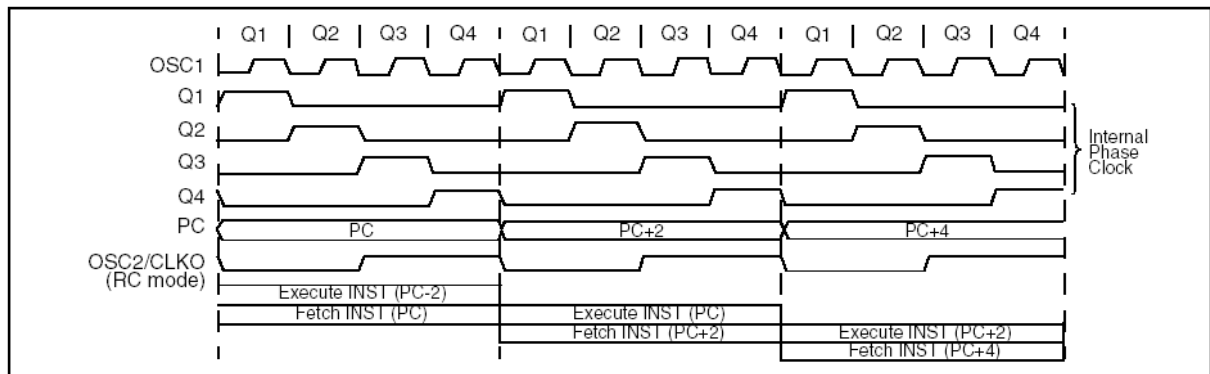 Q1 Q2 Q3 Q4 Q1 Q2 Q3 Q4 Q1 Q2 Q3 Q4
OSC1
Q1
Q2
Q3
Q4
Internal
Phase
Clock
PC PC PC+2 PC+4
OSC2/CLKO
(RC mode)
Execute INST (PC-2)
Fetch INST (PC) Execute INST (PC)
Fetch INST (PC+2) Execute INST (PC+2)
Fetch INST (PC+4)